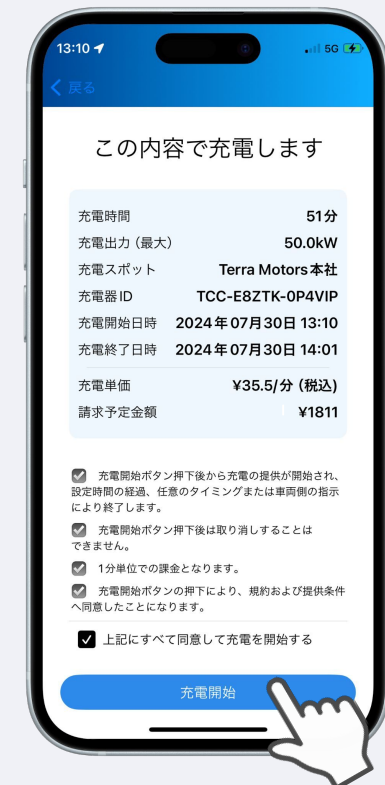 13:10
5G
戻る
この内容で充電します
充電時間 51分
充電出力（最大） 50.0kW
充電スポット Terra Motors本社
充電器ID TCC-E8ZTK-0P4VIP
充電開始日時 2024年07月30日 13:10
充電終了日時 2024年07月30日 14:01
充電単価 ¥35.5/分（税込）
請求予定金額 ¥1811
充電開始ボタン押下後から充電の提供が開始され、
設定時間の経過、任意のタイミングまたは車両側の指示
により終了します。
充電開始ボタン押下後は取り消しすることは
できません。
1分単位での課金となります。
充電開始ボタンの押下により、規約および提供条件
へ同意したことになります。
上記にすべて同意して充電を開始する
充電開始